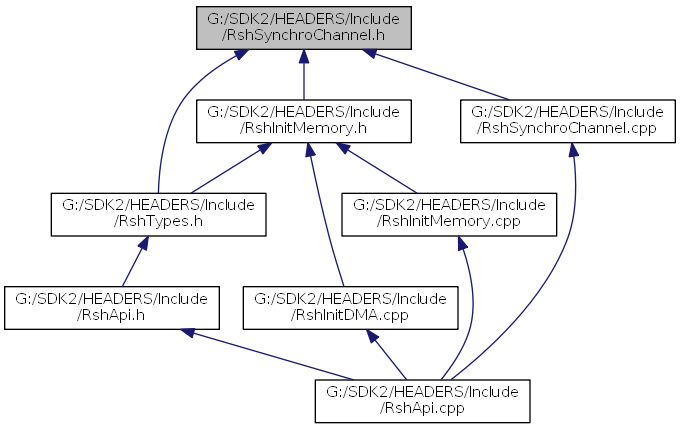 G:/SDK2/HEADERS/Include
/RshSynchroChannel.h
G:/SDK2/HEADERS/Include
/RshInitMemory.h
G:/SDK2/HEADERS/Include
/RshSynchroChannel.cpp
G:/SDK2/HEADERS/Include
/RshTypes.h
G:/SDK2/HEADERS/Include
/RshInitMemory.cpp
G:/SDK2/HEADERS/Include
/RshApi.h
G:/SDK2/HEADERS/Include
/RshInitDMA.cpp
G:/SDK2/HEADERS/Include
/RshApi.cpp